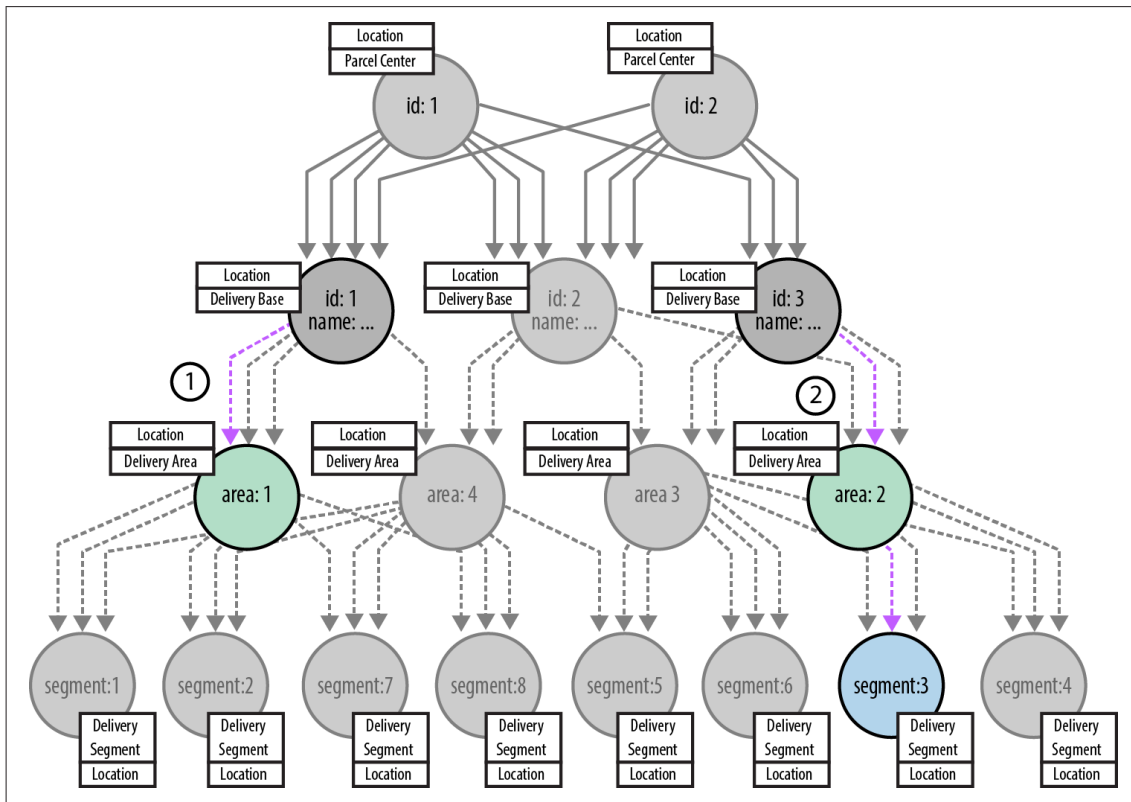 Location
Parcel Center
id: 1
Location
Parcel Center
id: 2
Location
Delivery Base
id: 1
name: ...
Location
Delivery Base
id: 2
name: ...
Location
Delivery Base
id: 3
name: ...
1
2
Location
Delivery Area
area: 1
Location
Delivery Area
area: 4
Location
Delivery Area
area 3
Location
Delivery Area
area: 2
segment:1
Delivery
Segment
Location
segment:2
Delivery
Segment
Location
segment:7
Delivery
Segment
Location
segment:8
Delivery
Segment
Location
segment:5
Delivery
Segment
Location
segment:6
Delivery
Segment
Location
segment:3
Delivery
Segment
Location
segment:4
Delivery
Segment
Location